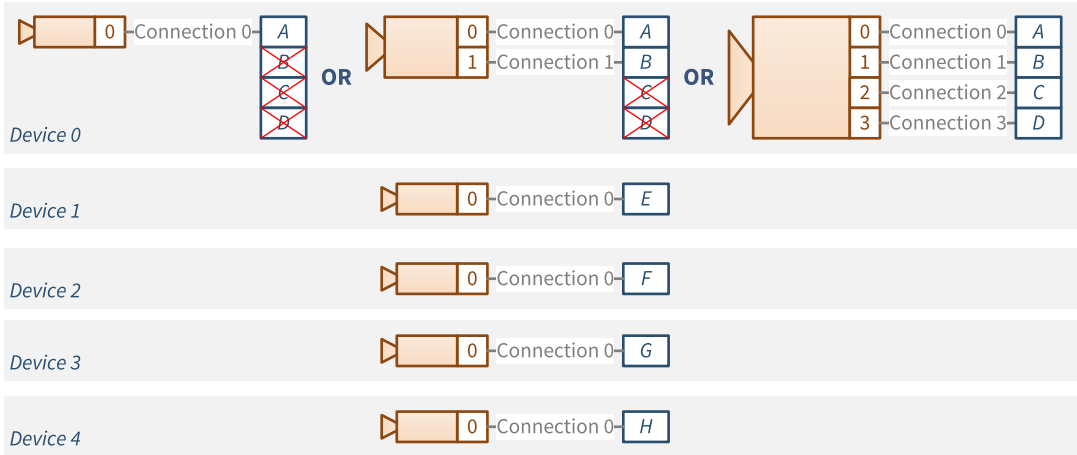 0 Connection 0 A 0 Connection 0 A 0 Connection 0 A
B OR 1 Connection 1 B OR 1 Connection 1 B
C C 2 Connection 2 C
D D 3 Connection 3 D
Device 0
Device 1 0 Connection 0 E
Device 2 0 Connection 0 F
Device 3 0 Connection 0 G
Device 4 0 Connection 0 H